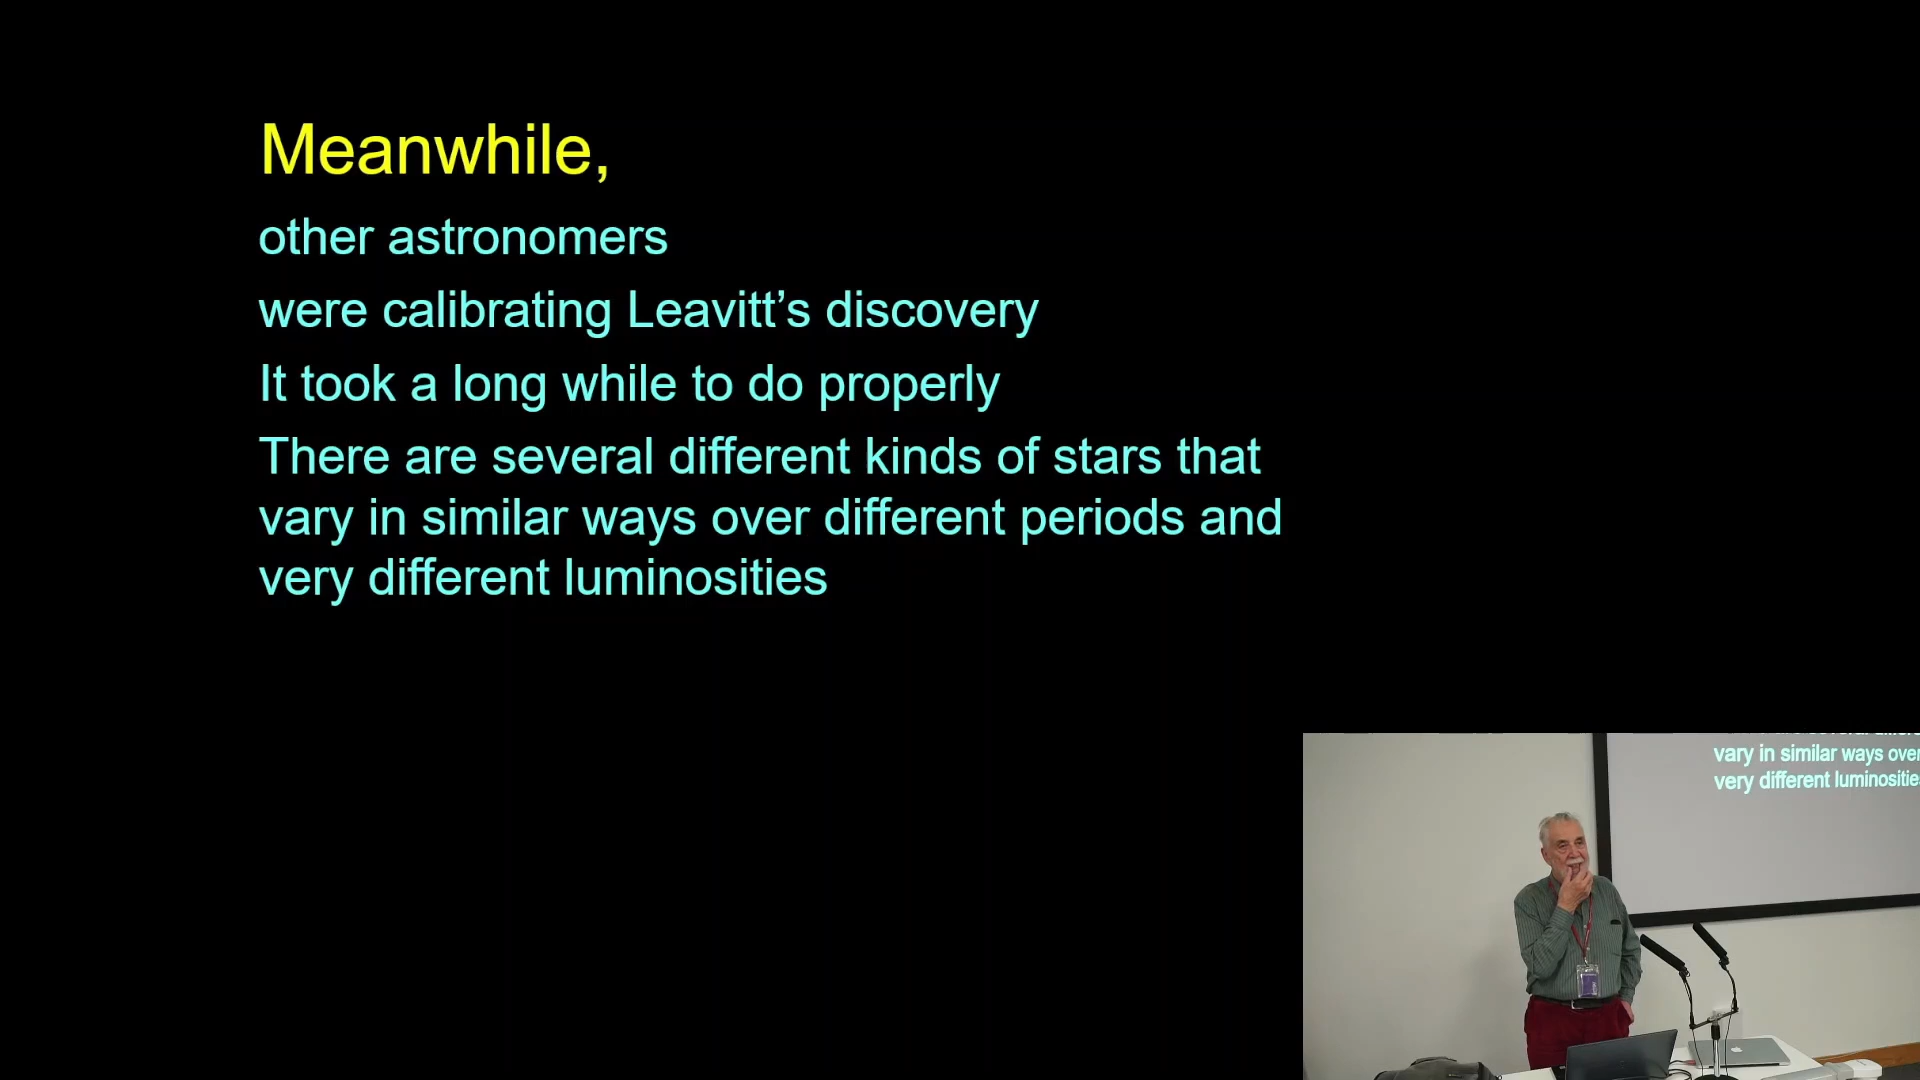 Meanwhile,
other astronomers
were calibrating Leavitt’s discovery
It took a long while to do properly
There are several different kinds of stars that
vary in similar ways over different periods and
very different luminosities
vary in similar ways over
very different luminositie